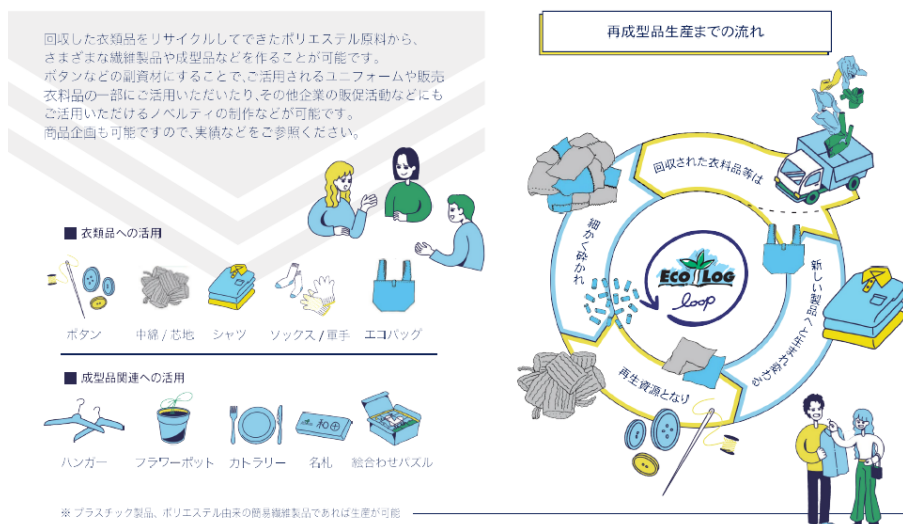 回収した衣類品をリサイクルしてできたポリエステル原料から、
さまざまな繊維製品や成型品などを作ることが可能です。
ボタンなどの副資材にすることで、ご活用されるユニフォームや販売
衣料品の一部にご活用いただいたり、その他企業の販促活動などにも
ご活用いただけるノベルティの制作などが可能です。
商品企画も可能ですので、実績などをご参照ください。
■ 衣類品への活用
ボタン
中綿 / 芯地
シャツ
ソックス / 軍手
エコバッグ
■ 成型品関連への活用
ハンガー
フラワーポット
カトラリー
名札
絵合わせパズル
和田
※ プラスチック製品、ポリエステル由来の簡易繊維製品であれば生産が可能
再成型品生産までの流れ
回収された衣料品等は
細かく砕かれ
再生資源となり
新しい製品へと生まれ変わる
ECOLOG
loop